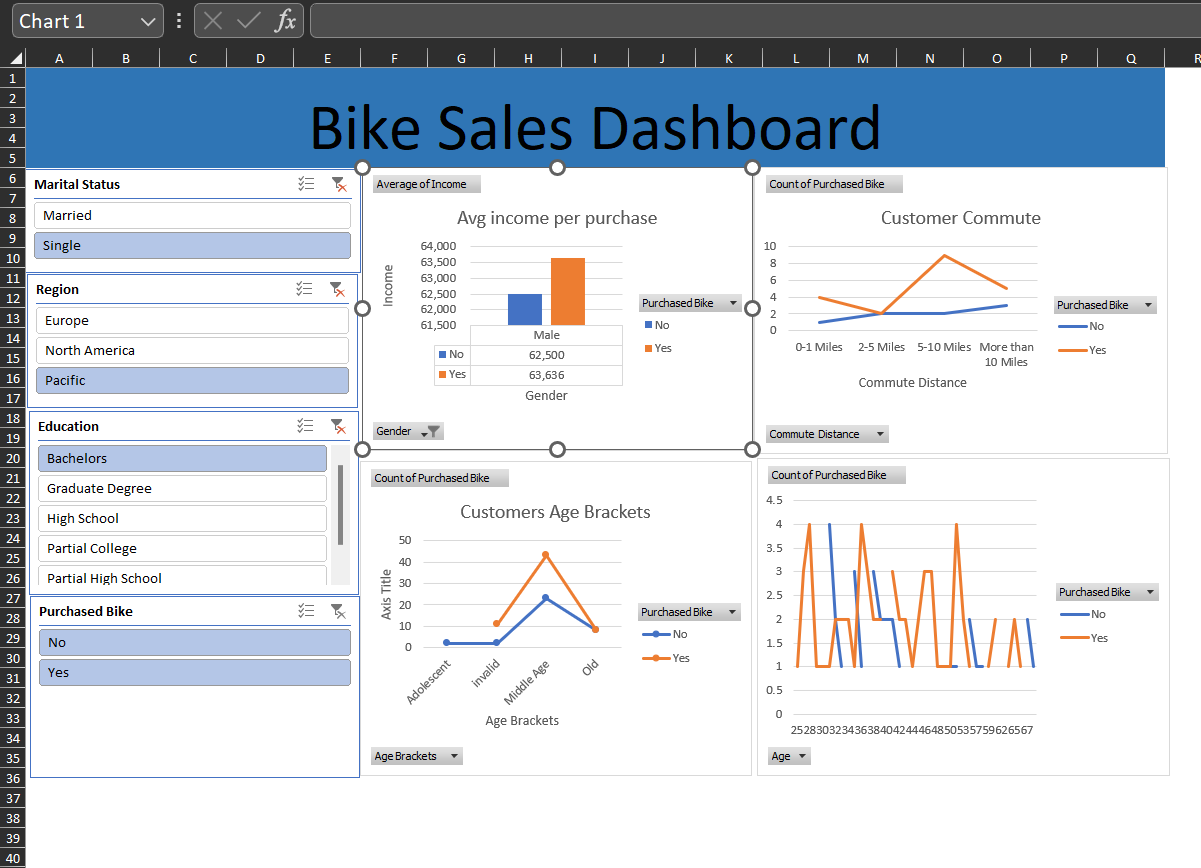 Chart 1
fx
A B C D E F G H I J K L M N O P Q R
1
2
3
4
5
6
7
8
9
10
11
12
13
14
15
16
17
18
19
20
21
22
23
24
25
26
27
28
29
30
31
32
33
34
35
36
37
38
39
40
Bike Sales Dashboard
Marital Status
Married
Single
Region
Europe
North America
Pacific
Education
Bachelors
Graduate Degree
High School
Partial College
Partial High School
Purchased Bike
No
Yes
Average of Income
Avg income per purchase
64,000
63,500
63,000
62,500
62,000
61,500
Income
Male
No 62,500
Yes 63,636
Gender
Purchased Bike
No
Yes
Gender
Count of Purchased Bike
Customer Commute
10
8
6
4
2
0
0-1 Miles 2-5 Miles 5-10 Miles More than
10 Miles
Commute Distance
Purchased Bike
No
Yes
Commute Distance
Count of Purchased Bike
Customers Age Brackets
50
40
30
20
10
0
Axis Title
Adolescent invalid Middle Age Old
Age Brackets
Purchased Bike
No
Yes
Age Brackets
Count of Purchased Bike
4.5
4
3.5
3
2.5
2
1.5
1
0.5
0
25283032343638404244464850535759626567
Purchased Bike
No
Yes
Age